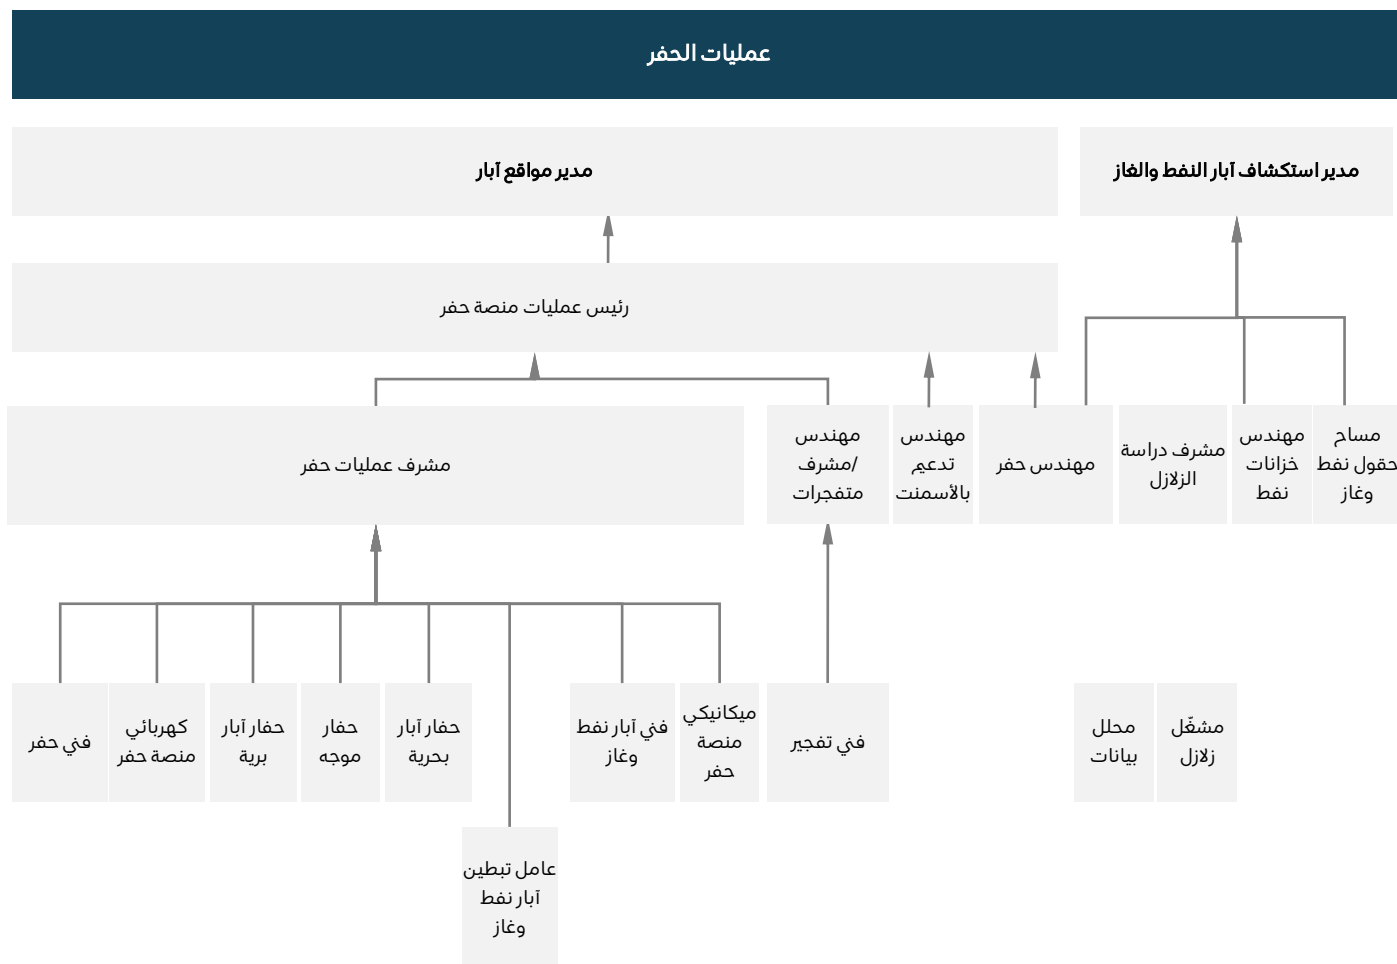 عمليات الحفر
مدير استكشاف آبار النفط والغاز
مدير مواقع آبار
رئيس عمليات منصة حفر
مساح
حقول نفط
وغاز
مهندس
خزانات
نفط
مشرف دراسة
الزلازل
مهندس حفر
مهندس
تدعيم
بالأسمنت
مهندس
/مشرف
متفجرات
مشرف عمليات حفر
مشغّل
زلازل
محلل
بيانات
فني تفجير
ميكانيكي
منصة
حفر
فني آبار نفط
وغاز
حفار آبار
بحرية
حفار
موجه
حفار آبار
برية
كهربائي
منصة حفر
فني حفر
عامل تبطين
آبار نفط
وغاز